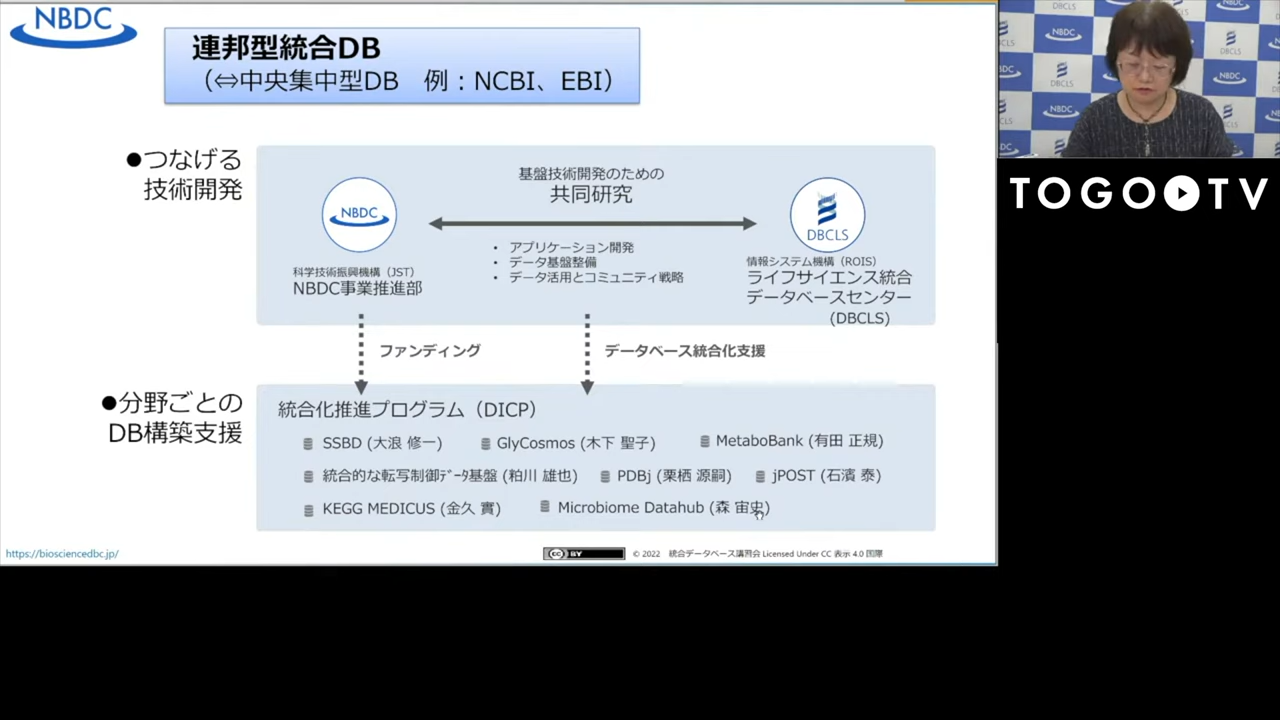 NBDC
連邦型統合DB
（⇔中央集中型DB　例：NCBI、EBI）
●つなげる
技術開発
基盤技術開発のための
共同研究
NBDC
DBCLS
• アプリケーション開発
• データ基盤整備
• データ活用とコミュニティ戦略
科学技術振興機構（JST）
NBDC事業推進部
情報システム機構（ROIS）
ライフサイエンス統合
データベースセンター
(DBCLS)
ファンディング
データベース統合化支援
●分野ごとの
DB構築支援
統合化推進プログラム（DICP）
SSBD (大浪 修一)
GlyCosmos (木下 聖子)
MetaboBank (有田 正規)
統合的な転写制御ﾃﾞｰﾀ基盤 (粕川 雄也)
PDBj (栗栖 源嗣)
jPOST (石濱 泰)
KEGG MEDICUS (金久 實)
Microbiome Datahub (森 宙史)
https://biosciencedbc.jp/
CC BY
© 2022　統合データベース講習会 Licensed Under CC 表示 4.0 国際
NBDC
DBCLS
TOGO TV